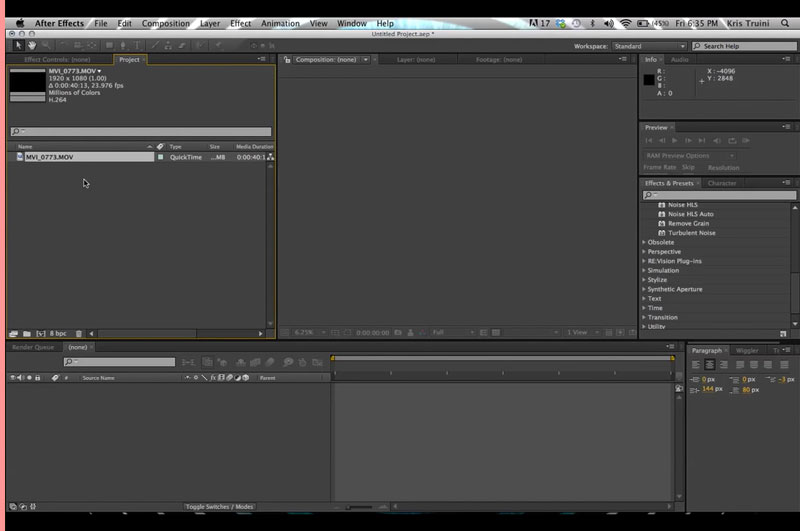 After Effects File Edit Composition Layer Effect Animation View Window Help 17 (45%) Fri 6:35 PM Kris Truini
Untitled Project.aep *
Workspace: Standard Search Help
Effect Controls: (none) Project
MVI_0773.MOV
1920 x 1080 (1.00)
Δ 0:00:40:13, 23.976 fps
Millions of Colors
H.264
Name Type Size Media Duration
MVI_0773.MOV QuickTime ...MB 0:00:40:1
8 bpc
Composition: (none) Layer: (none) Footage: (none)
6.25% 0:00:00:00 Full 1 View
Info Audio
R: X: -4096
G: Y: 2848
B:
A: 0
Preview
RAM Preview Options
Frame Rate Skip Resolution
Effects & Presets Character
Noise HLS
Noise HLS Auto
Remove Grain
Turbulent Noise
Obsolete
Perspective
RE:Vision Plug-ins
Simulation
Stylize
Synthetic Aperture
Text
Time
Transition
Utility
Render Queue (none)
# Source Name Parent
Toggle Switches / Modes
Paragraph Wiggler
0 px 0 px -3 px
144 px 80 px